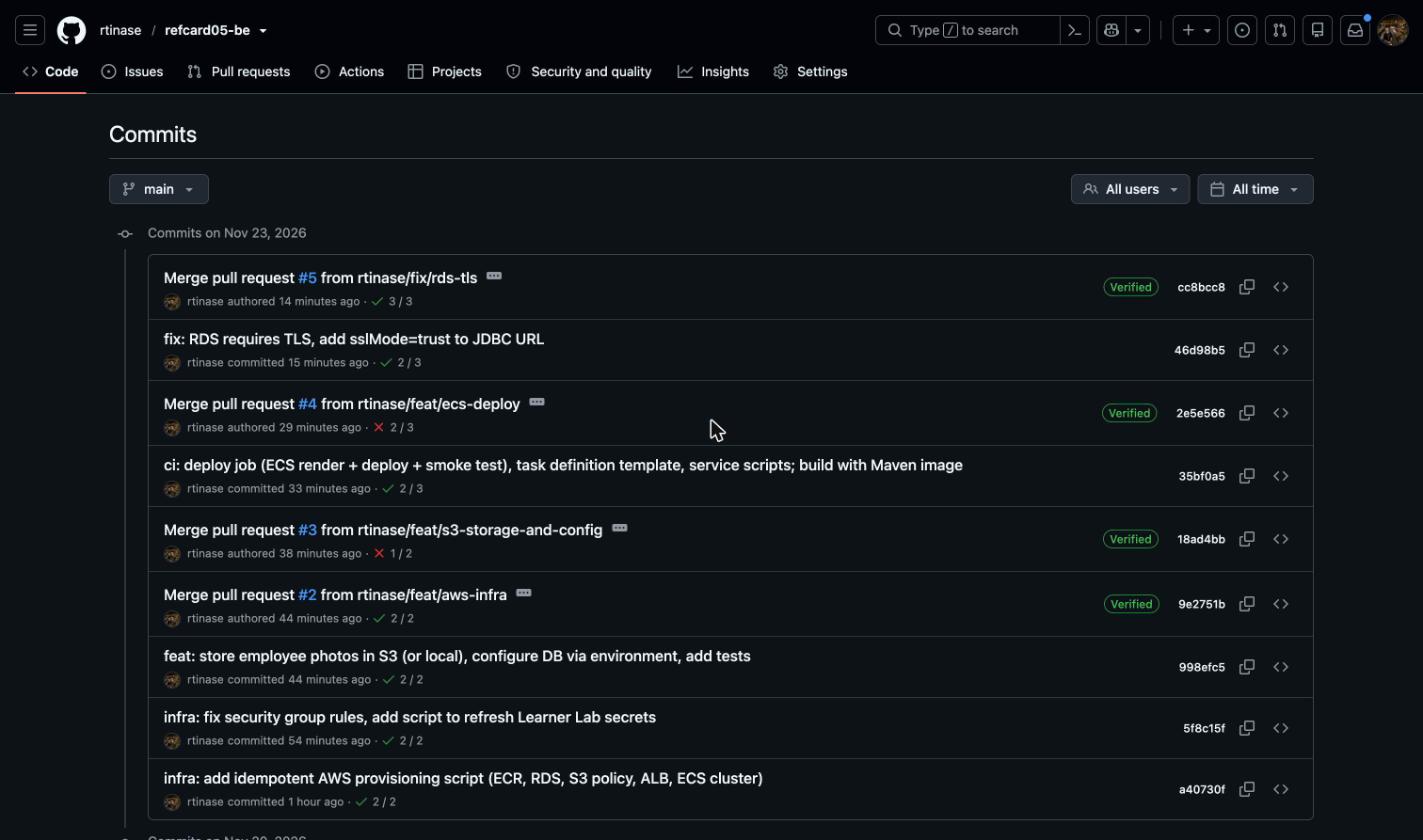 rtinase / refcard05-be
Type / to search
Code Issues Pull requests Actions Projects Security and quality Insights Settings
Commits
main All users All time
Commits on Nov 23, 2026
Merge pull request #5 from rtinase/fix/rds-tls
rtinase authored 14 minutes ago · 3 / 3
Verified cc8bcc8
fix: RDS requires TLS, add sslMode=trust to JDBC URL
rtinase committed 15 minutes ago · 2 / 3
46d98b5
Merge pull request #4 from rtinase/feat/ecs-deploy
rtinase authored 29 minutes ago · 2 / 3
Verified 2e5e566
ci: deploy job (ECS render + deploy + smoke test), task definition template, service scripts; build with Maven image
rtinase committed 33 minutes ago · 2 / 3
35bf0a5
Merge pull request #3 from rtinase/feat/s3-storage-and-config
rtinase authored 38 minutes ago · 1 / 2
Verified 18ad4bb
Merge pull request #2 from rtinase/feat/aws-infra
rtinase authored 44 minutes ago · 2 / 2
Verified 9e2751b
feat: store employee photos in S3 (or local), configure DB via environment, add tests
rtinase committed 44 minutes ago · 2 / 2
998efc5
infra: fix security group rules, add script to refresh Learner Lab secrets
rtinase committed 54 minutes ago · 2 / 2
5f8c15f
infra: add idempotent AWS provisioning script (ECR, RDS, S3 policy, ALB, ECS cluster)
rtinase committed 1 hour ago · 2 / 2
a40730f
Commits on Nov 20, 2026